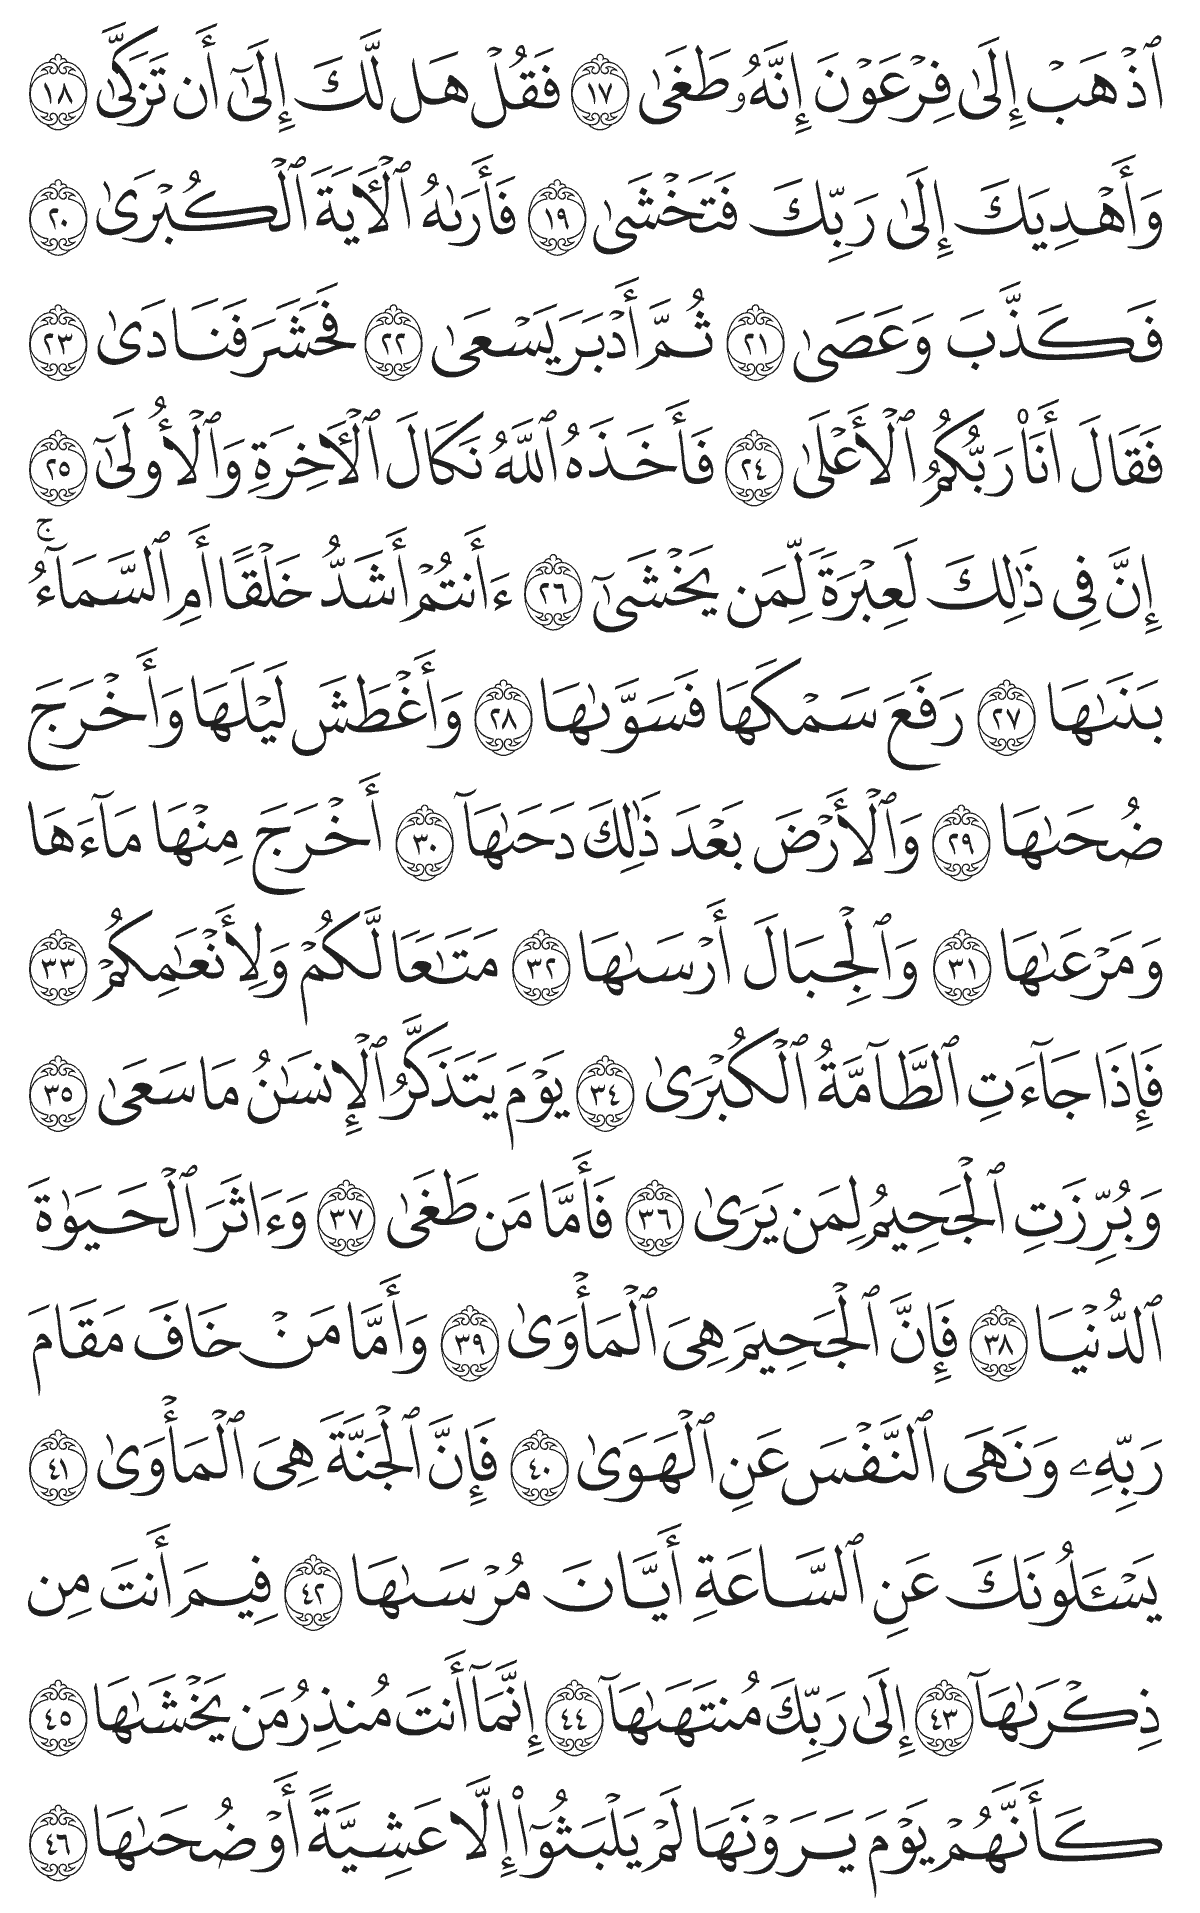 ٱذْهَبْ إِلَىٰ فِرْعَوْنَ إِنَّهُۥ طَغَىٰ ١٧ فَقُلْ هَل لَّكَ إِلَىٰٓ أَن تَزَكَّىٰ ١٨
وَأَهْدِيَكَ إِلَىٰ رَبِّكَ فَتَخْشَىٰ ١٩ فَأَرَىٰهُ ٱلْـَٔايَةَ ٱلْكُبْرَىٰ ٢٠
فَكَذَّبَ وَعَصَىٰ ٢١ ثُمَّ أَدْبَرَ يَسْعَىٰ ٢٢ فَحَشَرَ فَنَادَىٰ ٢٣
فَقَالَ أَنَا۠ رَبُّكُمُ ٱلْأَعْلَىٰ ٢٤ فَأَخَذَهُ ٱللَّهُ نَكَالَ ٱلْـَٔاخِرَةِ وَٱلْأُولَىٰٓ ٢٥
إِنَّ فِى ذَٰلِكَ لَعِبْرَةً لِّمَن يَخْشَىٰٓ ٢٦ ءَأَنتُمْ أَشَدُّ خَلْقًا أَمِ ٱلسَّمَآءُ ۚ
بَنَىٰهَا ٢٧ رَفَعَ سَمْكَهَا فَسَوَّىٰهَا ٢٨ وَأَغْطَشَ لَيْلَهَا وَأَخْرَجَ
ضُحَىٰهَا ٢٩ وَٱلْأَرْضَ بَعْدَ ذَٰلِكَ دَحَىٰهَآ ٣٠ أَخْرَجَ مِنْهَا مَآءَهَا
وَمَرْعَىٰهَا ٣١ وَٱلْجِبَالَ أَرْسَىٰهَا ٣٢ مَتَـٰعًا لَّكُمْ وَلِأَنْعَـٰمِكُمْ ٣٣
فَإِذَا جَآءَتِ ٱلطَّآمَّةُ ٱلْكُبْرَىٰ ٣٤ يَوْمَ يَتَذَكَّرُ ٱلْإِنسَـٰنُ مَا سَعَىٰ ٣٥
وَبُرِّزَتِ ٱلْجَحِيمُ لِمَن يَرَىٰ ٣٦ فَأَمَّا مَن طَغَىٰ ٣٧ وَءَاثَرَ ٱلْحَيَوٰةَ
ٱلدُّنْيَا ٣٨ فَإِنَّ ٱلْجَحِيمَ هِىَ ٱلْمَأْوَىٰ ٣٩ وَأَمَّا مَنْ خَافَ مَقَامَ
رَبِّهِۦ وَنَهَى ٱلنَّفْسَ عَنِ ٱلْهَوَىٰ ٤٠ فَإِنَّ ٱلْجَنَّةَ هِىَ ٱلْمَأْوَىٰ ٤١
يَسْـَٔلُونَكَ عَنِ ٱلسَّاعَةِ أَيَّانَ مُرْسَىٰهَا ٤٢ فِيمَ أَنتَ مِن
ذِكْرَىٰهَآ ٤٣ إِلَىٰ رَبِّكَ مُنتَهَىٰهَآ ٤٤ إِنَّمَآ أَنتَ مُنذِرُ مَن يَخْشَىٰهَا ٤٥
كَأَنَّهُمْ يَوْمَ يَرَوْنَهَا لَمْ يَلْبَثُوٓا۟ إِلَّا عَشِيَّةً أَوْ ضُحَىٰهَا ٤٦